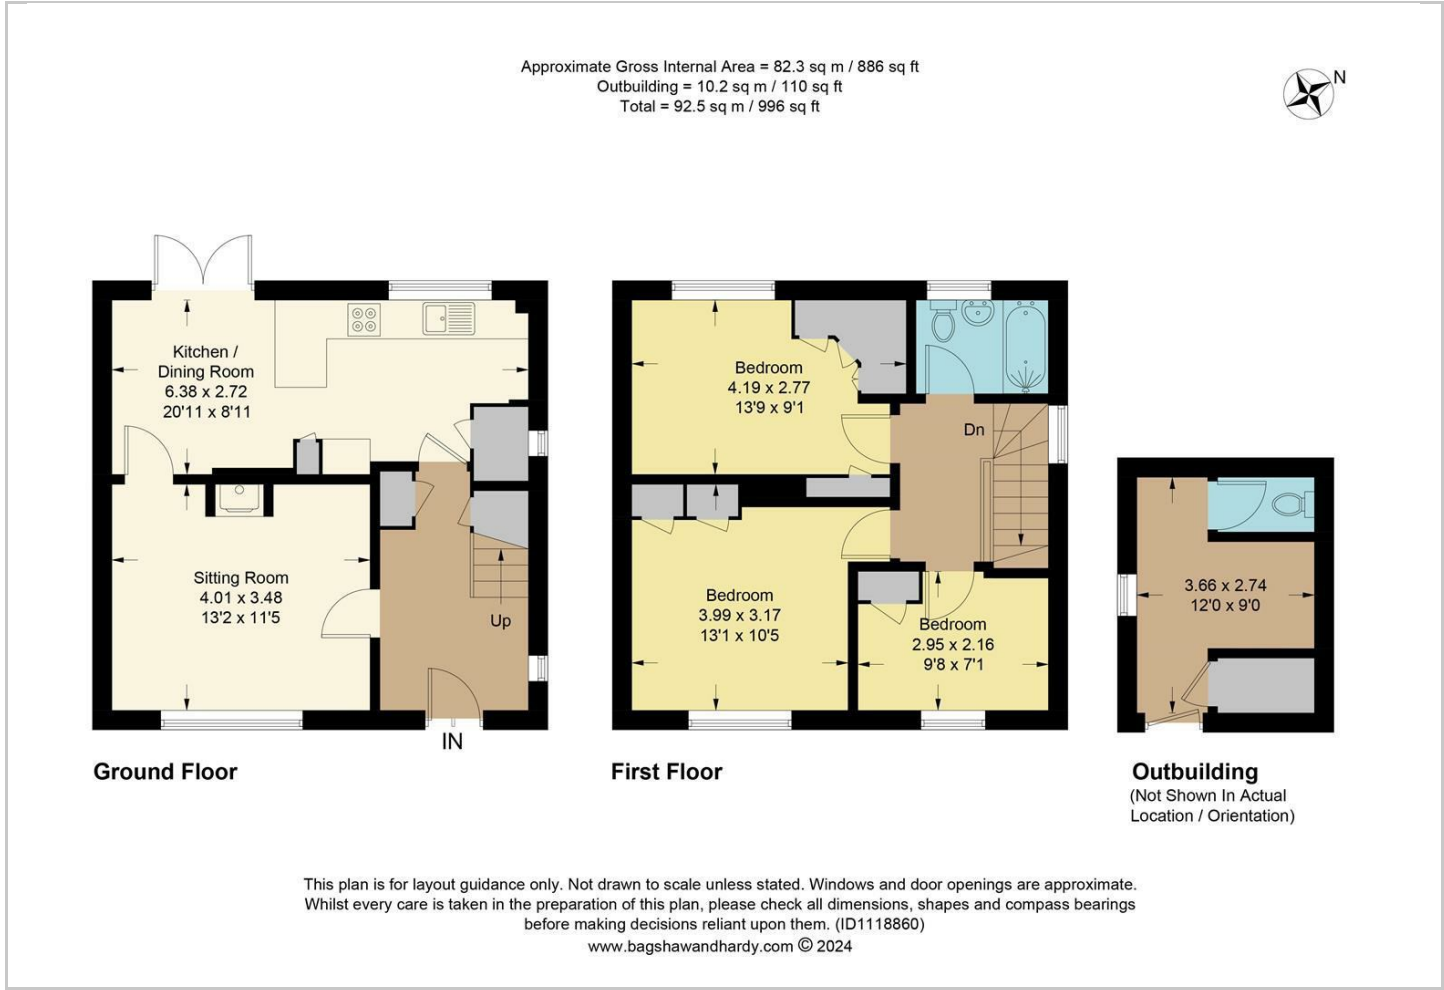 Approximate Gross Internal Area = 82.3 sq m / 886 sq ft
Outbuilding = 10.2 sq m / 110 sq ft
Total = 92.5 sq m / 996 sq ft
N
Kitchen /
Dining Room
6.38 x 2.72
20'11 x 8'11
Sitting Room
4.01 x 3.48
13'2 x 11'5
Up
IN
Ground Floor
Bedroom
4.19 x 2.77
13'9 x 9'1
Dn
Bedroom
3.99 x 3.17
13'1 x 10'5
Bedroom
2.95 x 2.16
9'8 x 7'1
First Floor
3.66 x 2.74
12'0 x 9'0
Outbuilding
(Not Shown In Actual
Location / Orientation)
This plan is for layout guidance only. Not drawn to scale unless stated. Windows and door openings are approximate.
Whilst every care is taken in the preparation of this plan, please check all dimensions, shapes and compass bearings
before making decisions reliant upon them. (ID1118860)
www.bagshawandhardy.com © 2024